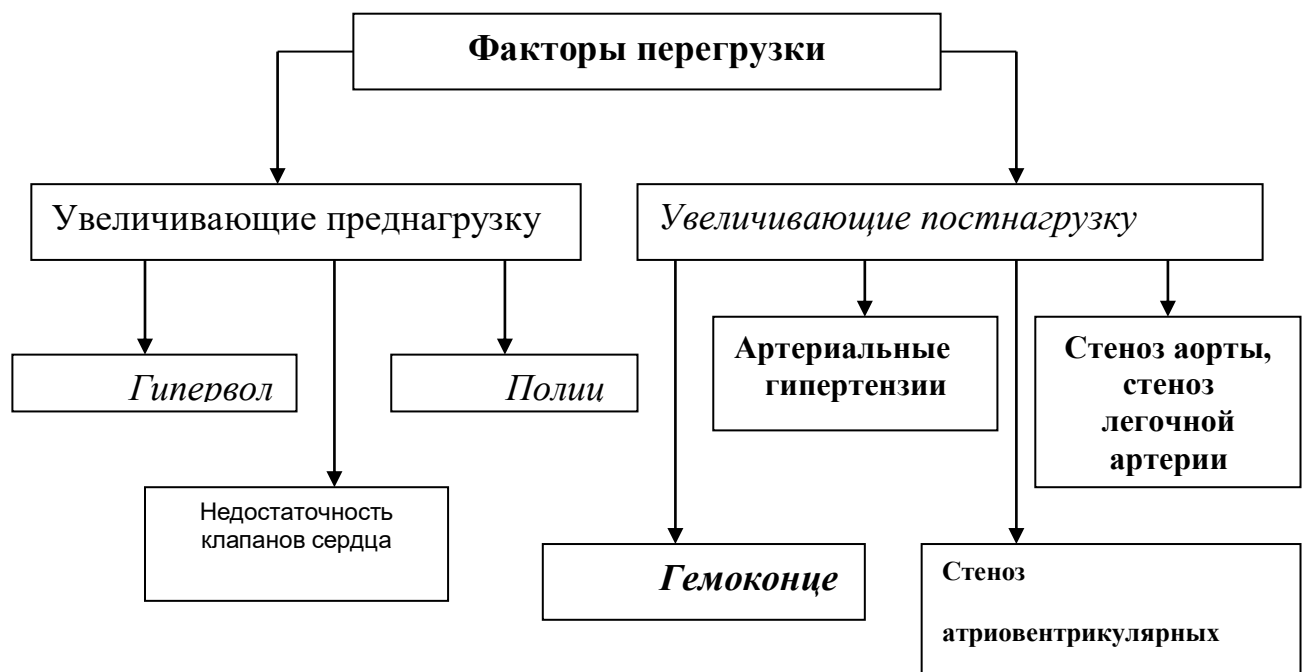 Факторы перегрузки
Увеличивающие преднагрузку
Увеличивающие постнагрузку
Гипервол
Полиц
Артериальные
гипертензии
Стеноз аорты,
стеноз
легочной
артерии
Недостаточность
клапанов сердца
Гемоконце
Стеноз
атриовентрикулярных